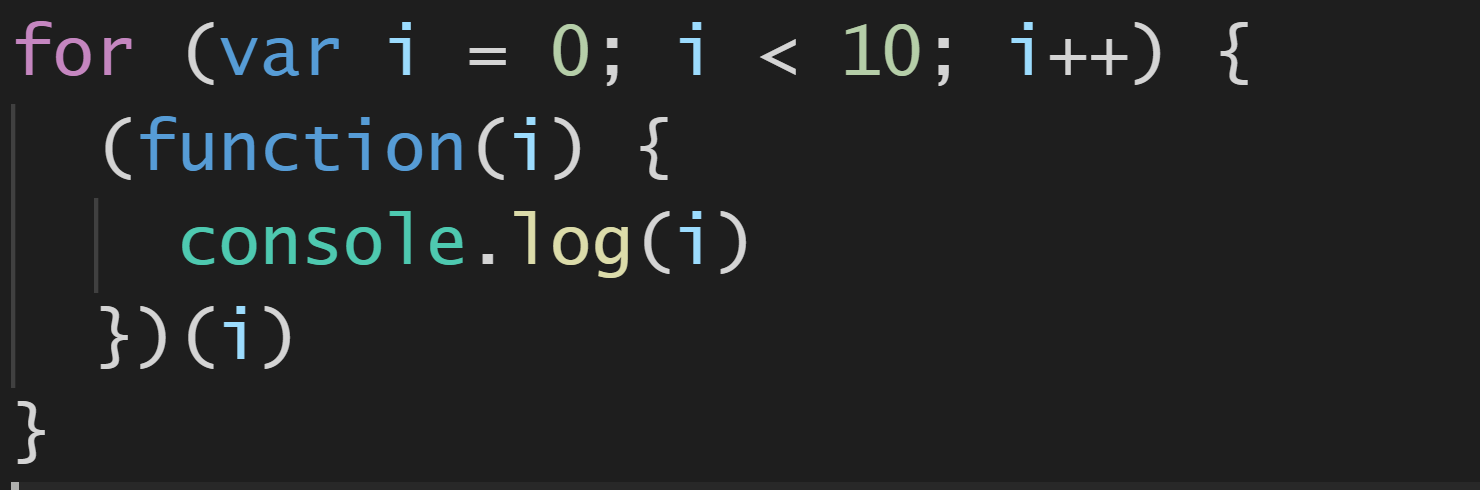 for (var i = 0; i < 10; i++) {
  (function(i) {
    console.log(i)
  })(i)
}